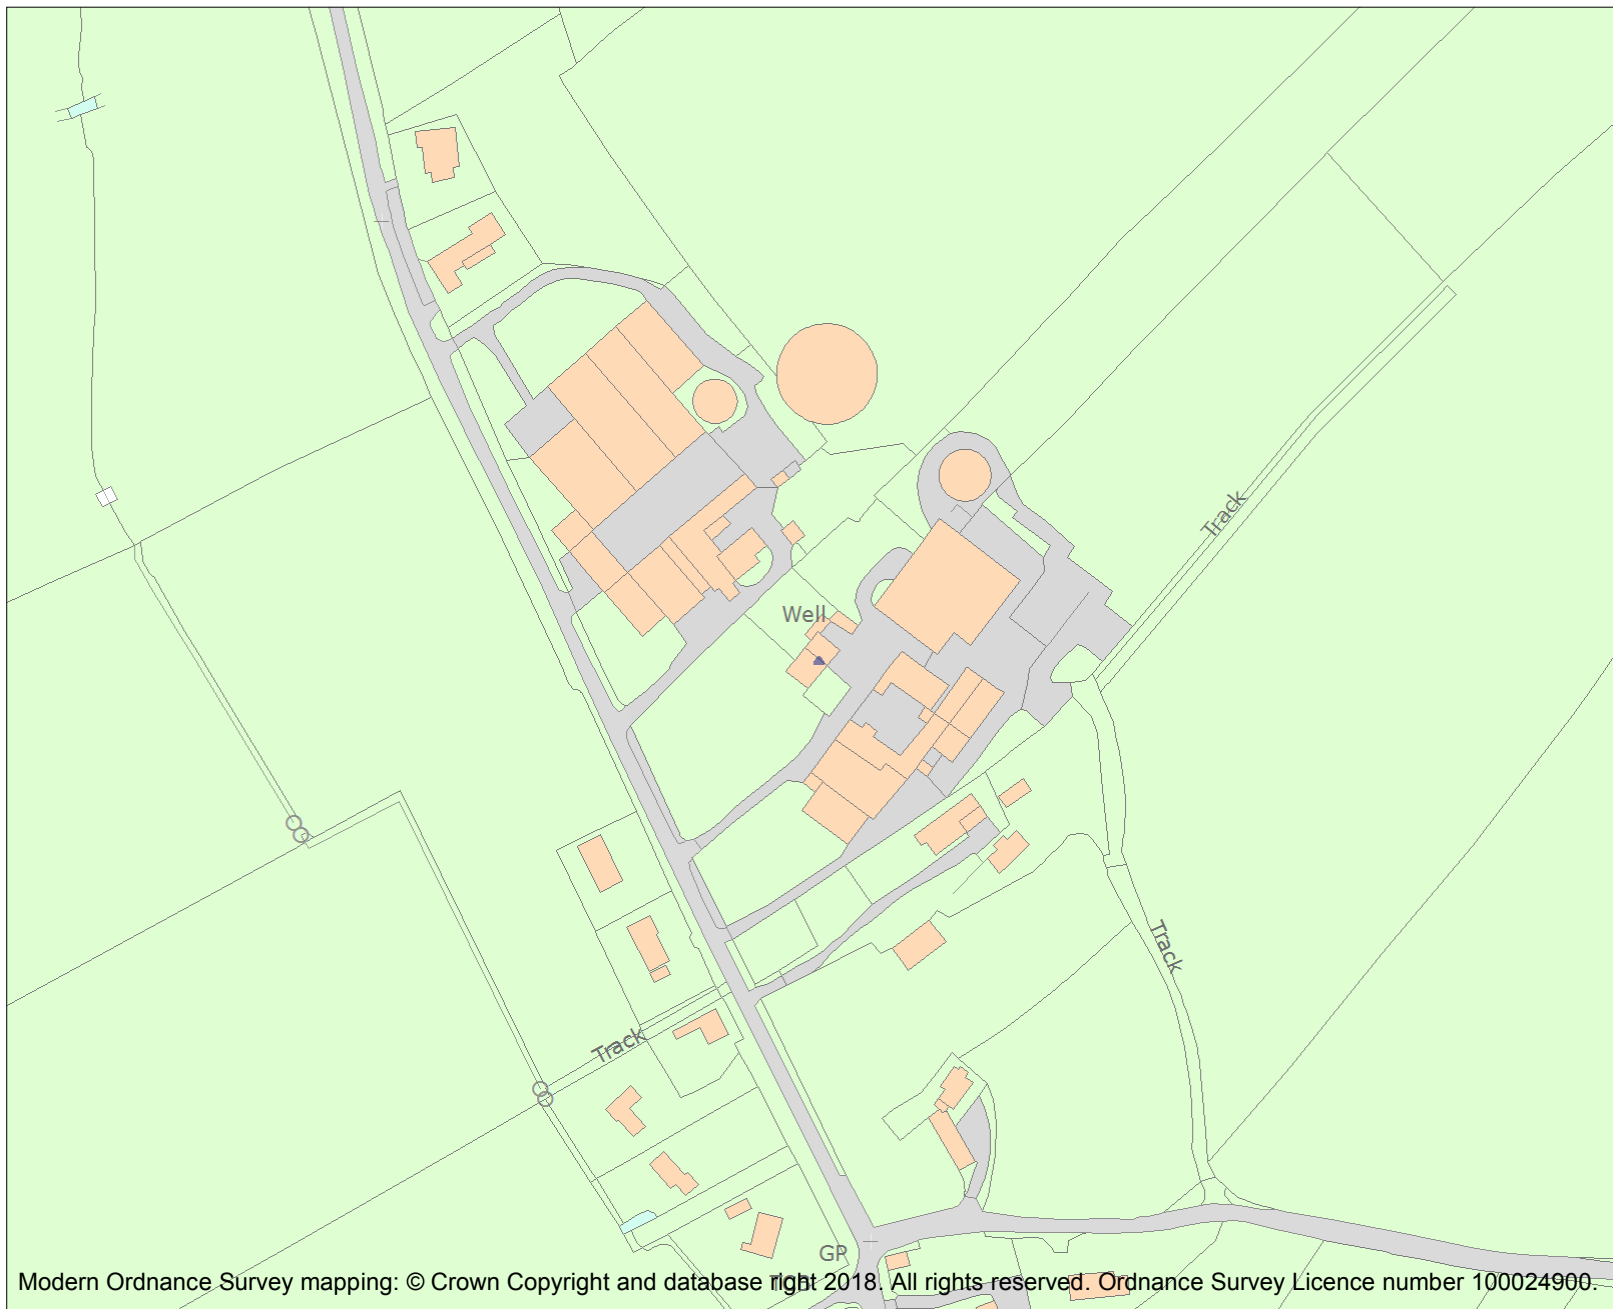 Track
Well
Track
Track
GP
Modern Ordnance Survey mapping: © Crown Copyright and database right 2018. All rights reserved. Ordnance Survey Licence number 100024900.